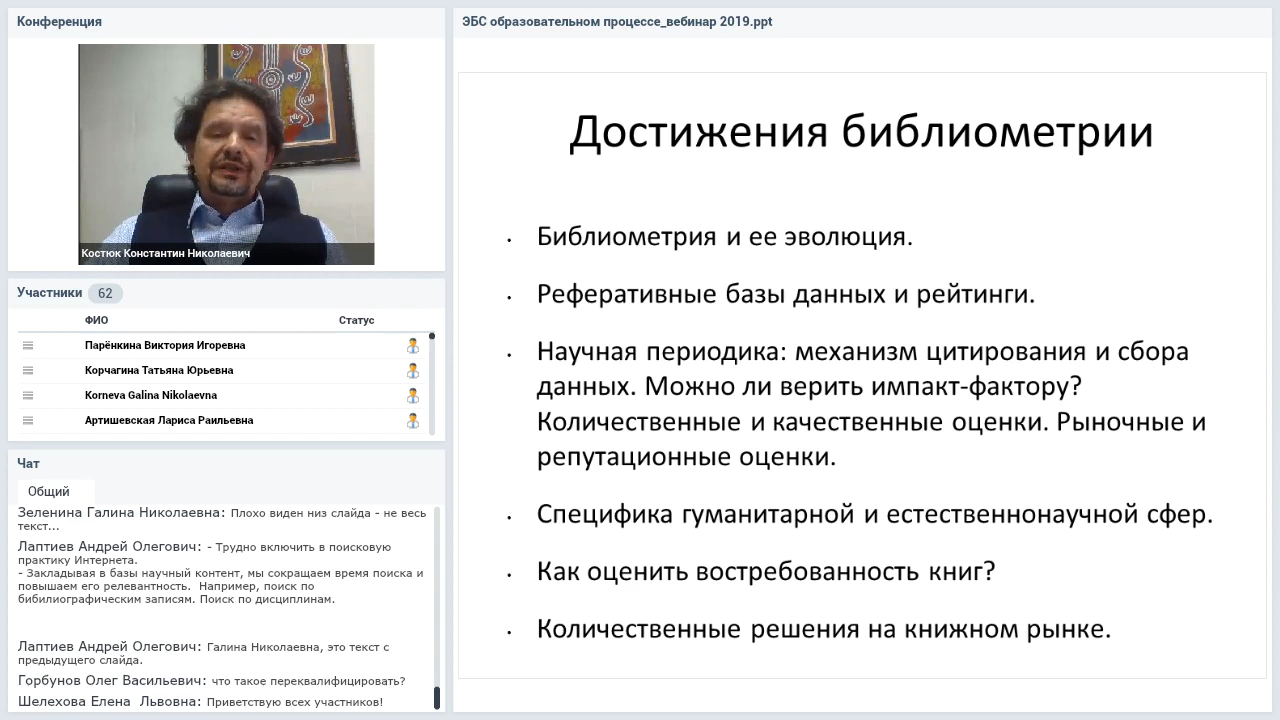 Конференция
Костюк Константин Николаевич
Участники 62
ФИО Статус
Парёнкина Виктория Игоревна
Корчагина Татьяна Юрьевна
Korneva Galina Nikolaevna
Артишевская Лариса Раильевна
Чат
Общий
Зеленина Галина Николаевна: Плохо виден низ слайда - не весь
текст...
Лаптиев Андрей Олегович: - Трудно включить в поисковую
практику Интернета.
- Закладывая в базы научный контент, мы сокращаем время поиска и
повышаем его релевантность. Например, поиск по
бибилиографическим записям. Поиск по дисциплинам.
Лаптиев Андрей Олегович: Галина Николаевна, это текст с
предыдущего слайда.
Горбунов Олег Васильевич: что такое переквалифицировать?
Шелехова Елена Львовна: Приветствую всех участников!
ЭБС образовательном процессе_вебинар 2019.ppt
Достижения библиометрии
• Библиометрия и ее эволюция.
• Реферативные базы данных и рейтинги.
• Научная периодика: механизм цитирования и сбора
данных. Можно ли верить импакт-фактору?
Количественные и качественные оценки. Рыночные и
репутационные оценки.
• Специфика гуманитарной и естественнонаучной сфер.
• Как оценить востребованность книг?
• Количественные решения на книжном рынке.